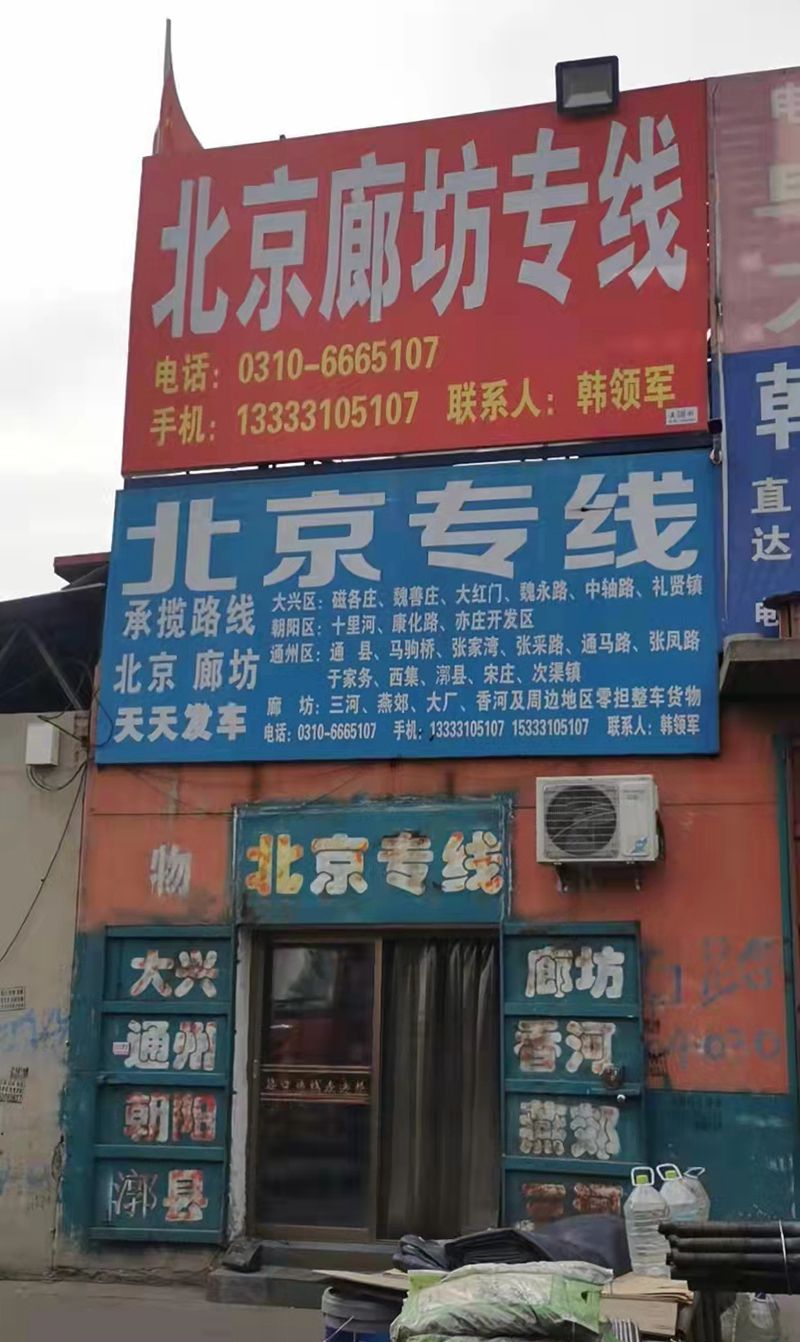 北京廊坊专线
电话：0310-6665107
手机：13333105107 联系人：韩领军
北京专线
承揽路线
北京 廊坊
天天发车
大兴区：磁各庄、魏善庄、大红门、魏永路、中轴路、礼贤镇
朝阳区：十里河、康化路、亦庄开发区
通州区：通 县、马驹桥、张家湾、张采路、通马路、张凤路
于家务、西集、漷县、宋庄、次渠镇
廊 坊：三河、燕郊、大厂、香河及周边地区零担整车货物
电话：0310-6665107 手机：13333105107 15333105107 联系人：韩领军
韩
直
达
电
物
北京专线
大兴
通州
朝阳
漷县
廊坊
香河
燕郊